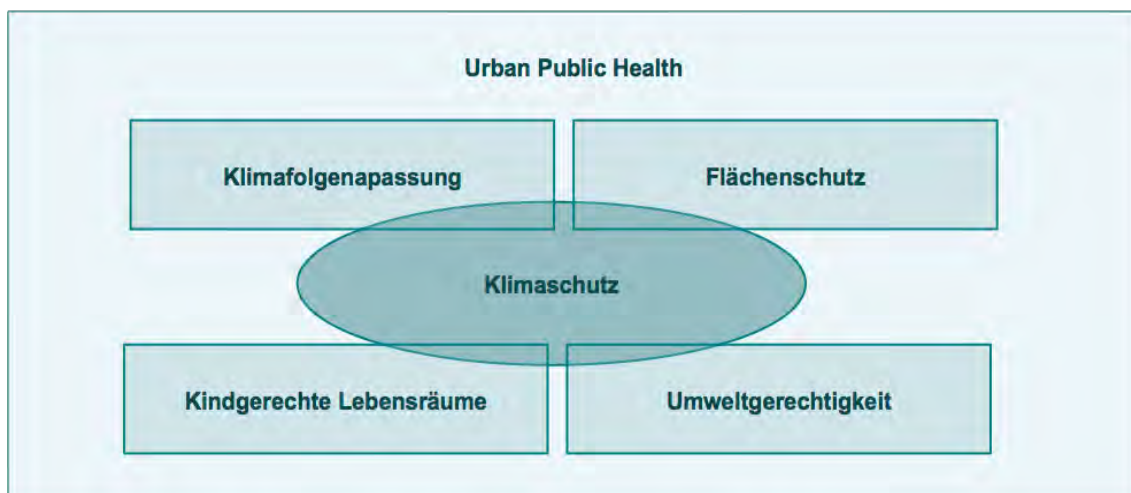 Urban Public Health
Klimafolgenapassung
Flächenschutz
Klimaschutz
Kindgerechte Lebensräume
Umweltgerechtigkeit